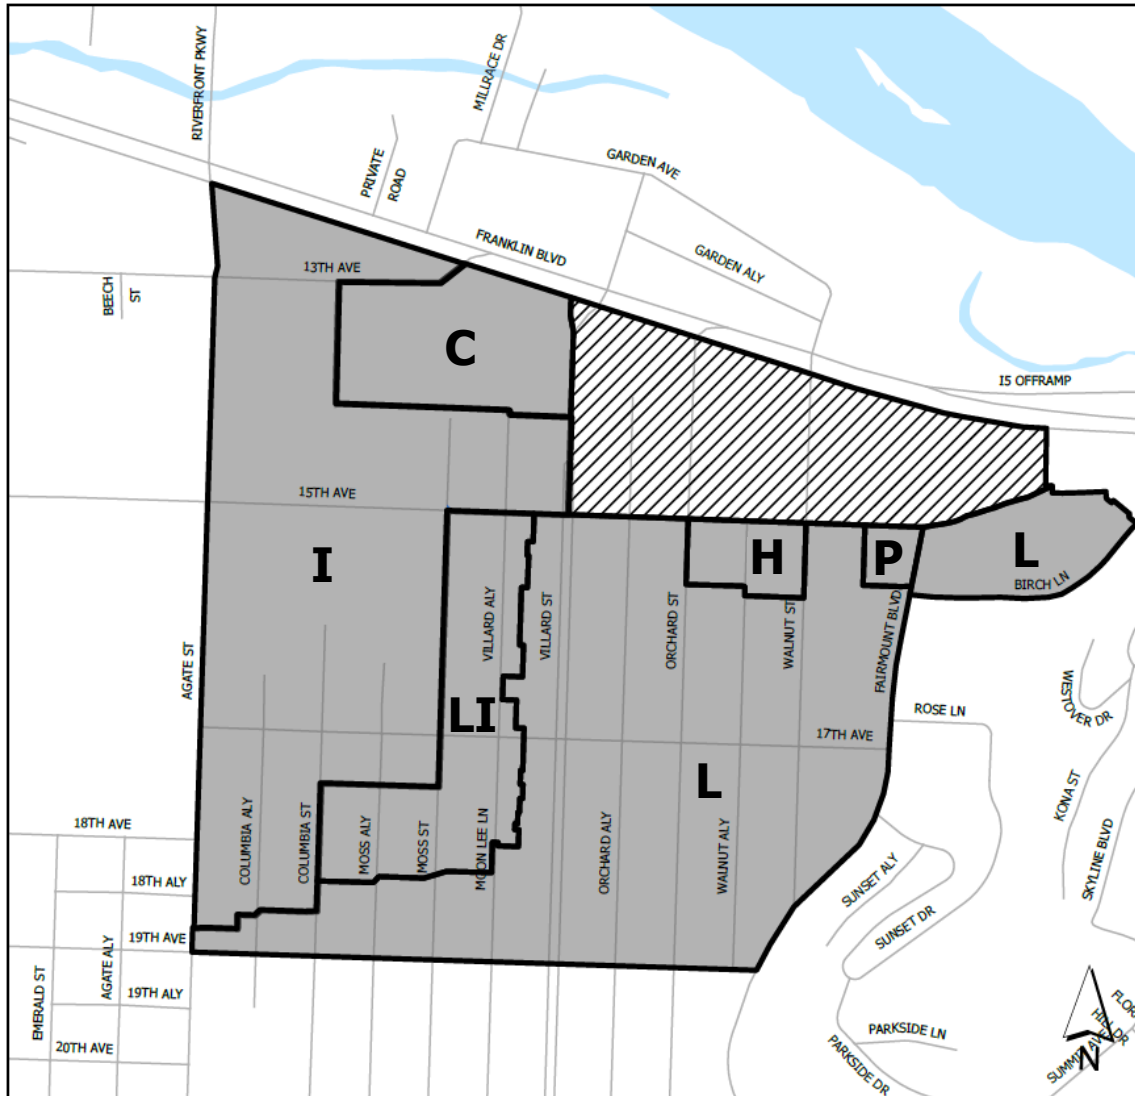 RIVERFRONT PKWY
MILLRACE DR
PRIVATE
ROAD
GARDEN AVE
FRANKLIN BLVD
GARDEN ALY
13TH AVE
BEECH
ST
C
I5 OFFRAMP
15TH AVE
I
H
P
L
BIRCH LN
AGATE ST
VILLARD ALY
VILLARD ST
ORCHARD ST
WALNUT ST
FAIRMOUNT BLVD
WESTOVER DR
ROSE LN
LI
17TH AVE
L
KONA ST
SKYLINE BLVD
18TH AVE
COLUMBIA ALY
COLUMBIA ST
MOSS ALY
MOSS ST
MOON LEE LN
ORCHARD ALY
WALNUT ALY
SUNSET ALY
SUNSET DR
18TH ALY
19TH AVE
AGATE ALY
19TH ALY
EMERALD ST
20TH AVE
PARKSIDE LN
PARKSIDE DR
HILL DR
SUMMIT AVE
N